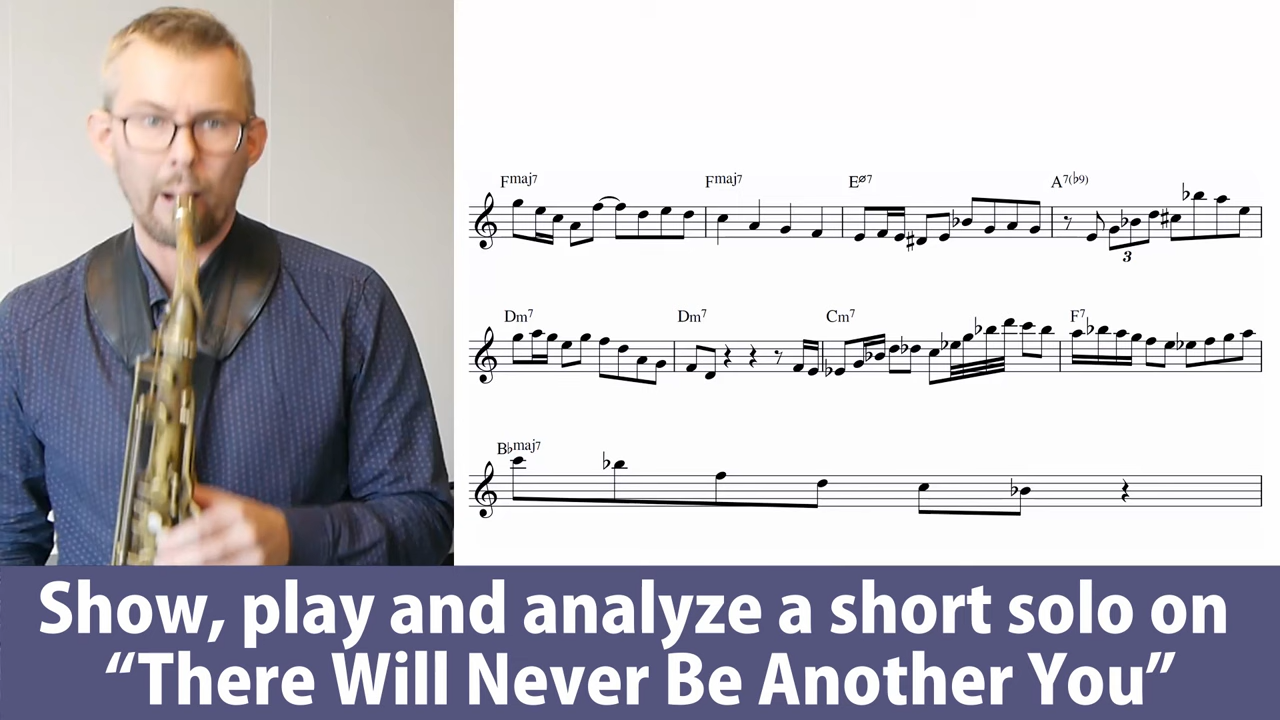 Fmaj7 Fmaj7 Eø7 A7(♭9)
3
Dm7 Dm7 Cm7 F7
B♭maj7
Show, play and analyze a short solo on
“There Will Never Be Another You”